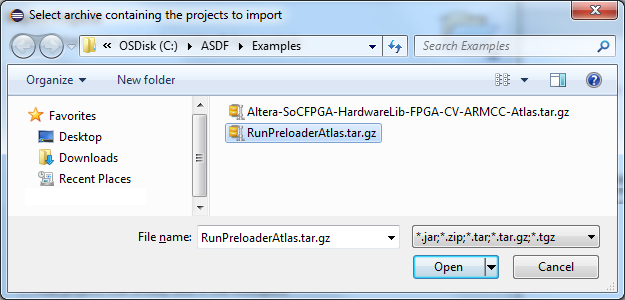 Select archive containing the projects to import
« OSDisk (C:) ▸ ASDF ▸ Examples
Search Examples
Organize
New folder
Favorites
Desktop
Downloads
Recent Places
Altera-SoCFPGA-HardwareLib-FPGA-CV-ARMCC-Atlas.tar.gz
RunPreloaderAtlas.tar.gz
File name: RunPreloaderAtlas.tar.gz
*.jar;*.zip;*.tar;*.tar.gz;*.tgz
Open
Cancel